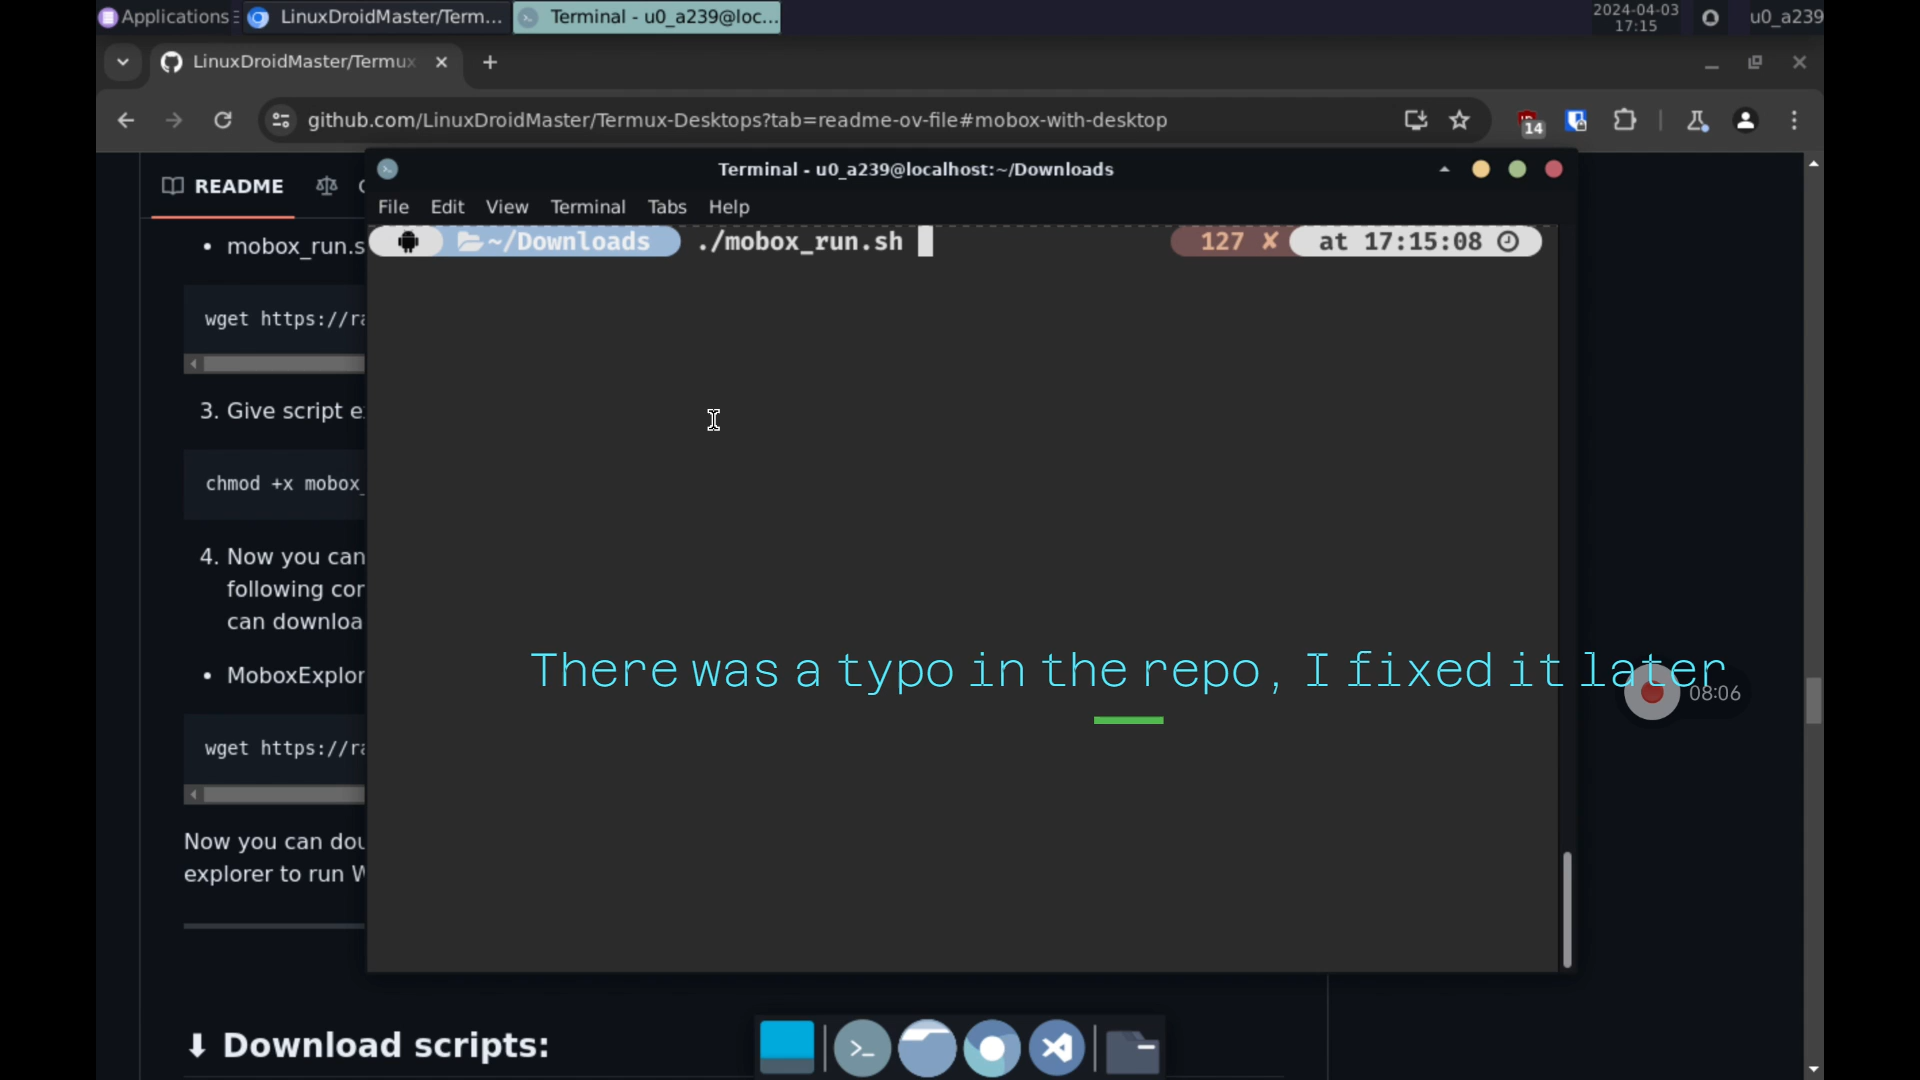 Applications
LinuxDroidMaster/Term...
Terminal - u0_a239@loc...
2024-04-03
17:15
u0_a239
LinuxDroidMaster/Termux
github.com/LinuxDroidMaster/Termux-Desktops?tab=readme-ov-file#mobox-with-desktop
14
README
Terminal - u0_a239@localhost:~/Downloads
File Edit View Terminal Tabs Help
~/Downloads ./mobox_run.sh
127 ✘ at 17:15:08
• mobox_run.s
wget https://ra
3. Give script e
chmod +x mobox_
4. Now you can
following cor
can downloa
• MoboxExplor
wget https://ra
There was a typo in the repo, I fixed it later
08:06
Now you can dou
explorer to run W
⬇ Download scripts: